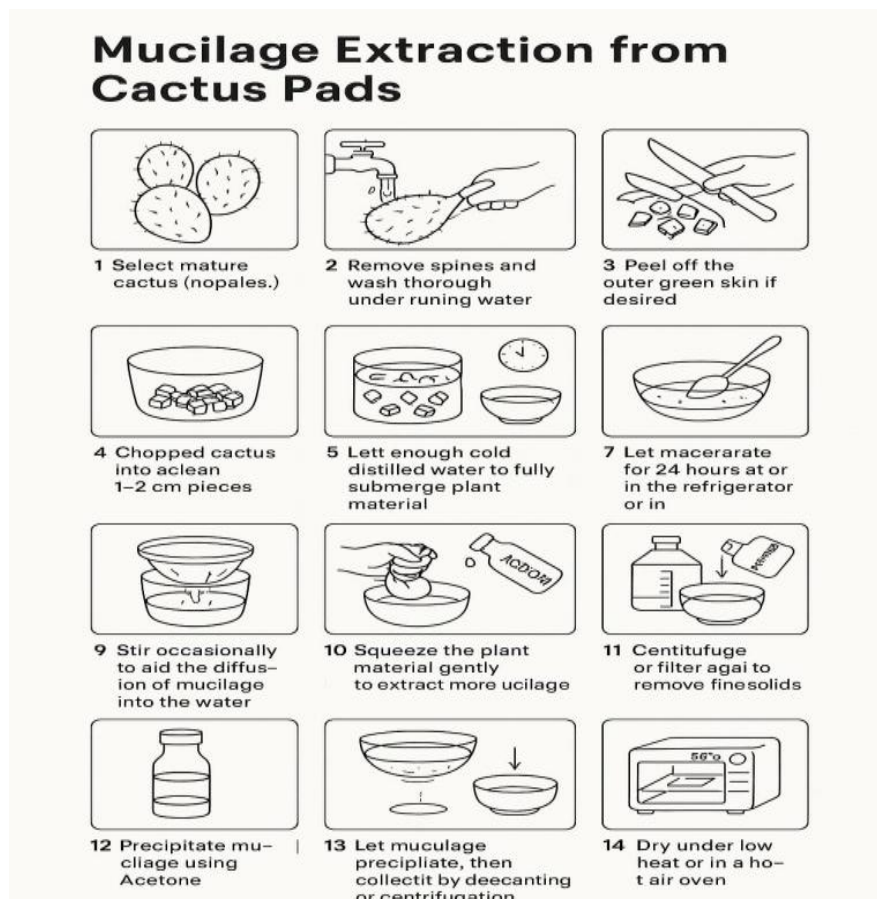 Mucilage Extraction from
Cactus Pads
1 Select mature
cactus (nopales.)
2 Remove spines and
wash thorough
under runing water
3 Peel off the
outer green skin if
desired
4 Chopped cactus
into aclean
1–2 cm pieces
5 Lett enough cold
distilled water to fully
submerge plant
material
7 Let macerarate
for 24 hours at or
in the refrigerator
or in
9 Stir occasionally
to aid the diffus–
ion of mucilage
into the water
10 Squeeze the plant
material gently
to extract more ucilage
11 Centitufuge
or filter agai to
remove finesolids
56°o
12 Precipitate mu–
cliage using
Acetone
13 Let muculage
precipliate, then
collectit by deecanting
or centrifugation
14 Dry under low
heat or in a ho–
t air oven